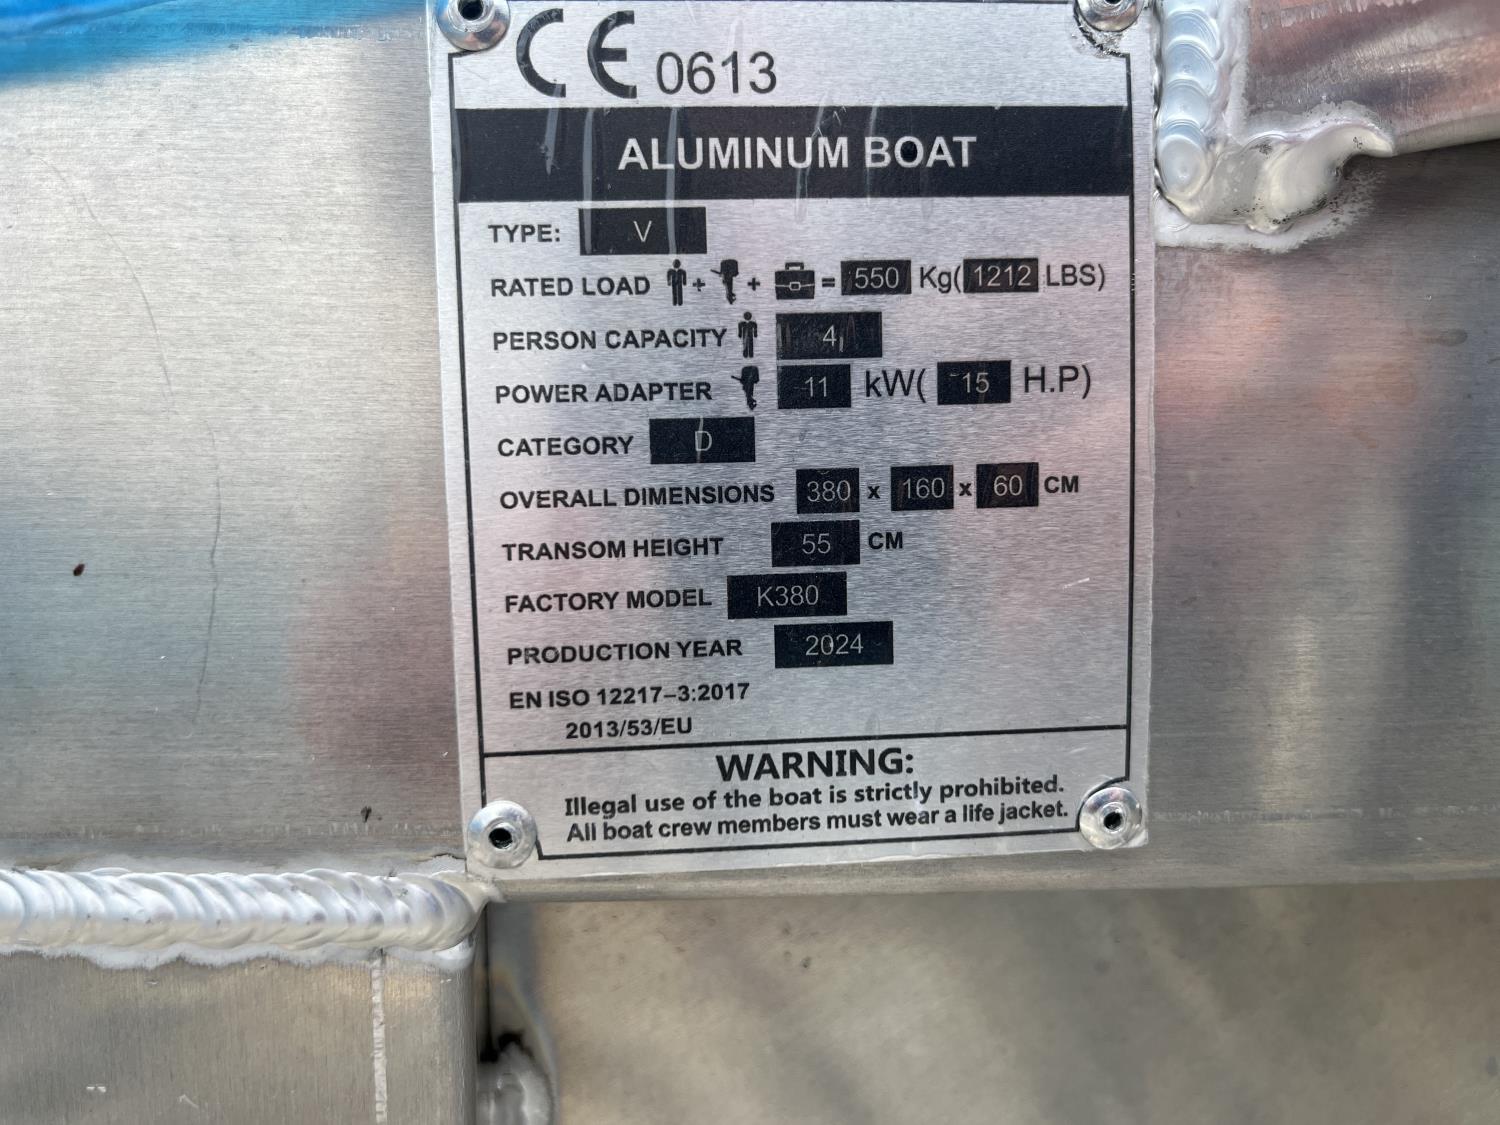 CE 0613
ALUMINUM BOAT
TYPE: V
RATED LOAD + + = 550 Kg(1212 LBS)
PERSON CAPACITY 4
POWER ADAPTER 11 kW( 15 H.P)
CATEGORY D
OVERALL DIMENSIONS 380 x 160 x 60 CM
TRANSOM HEIGHT 55 CM
FACTORY MODEL K380
PRODUCTION YEAR 2024
EN ISO 12217-3:2017
2013/53/EU
WARNING:
Illegal use of the boat is strictly prohibited.
All boat crew members must wear a life jacket.